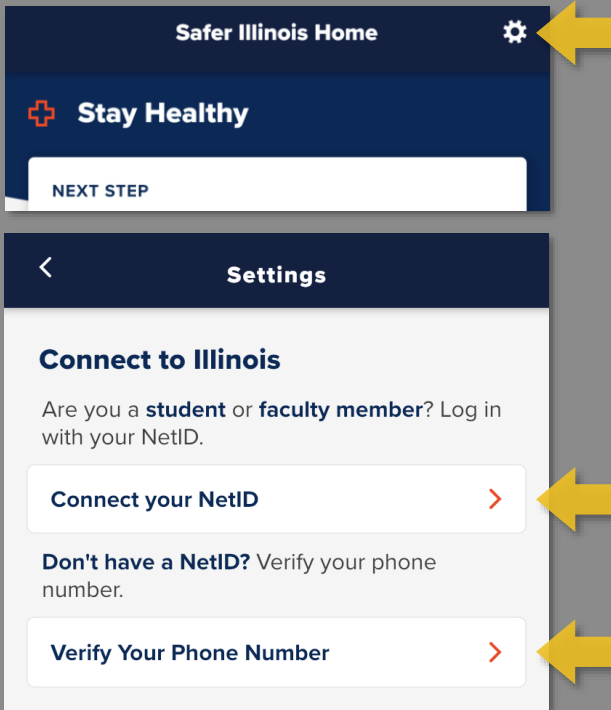 Safer Illinois Home
Stay Healthy
NEXT STEP
Settings
Connect to Illinois
Are you a student or faculty member? Log in
with your NetID.
Connect your NetID
Don't have a NetID? Verify your phone
number.
Verify Your Phone Number